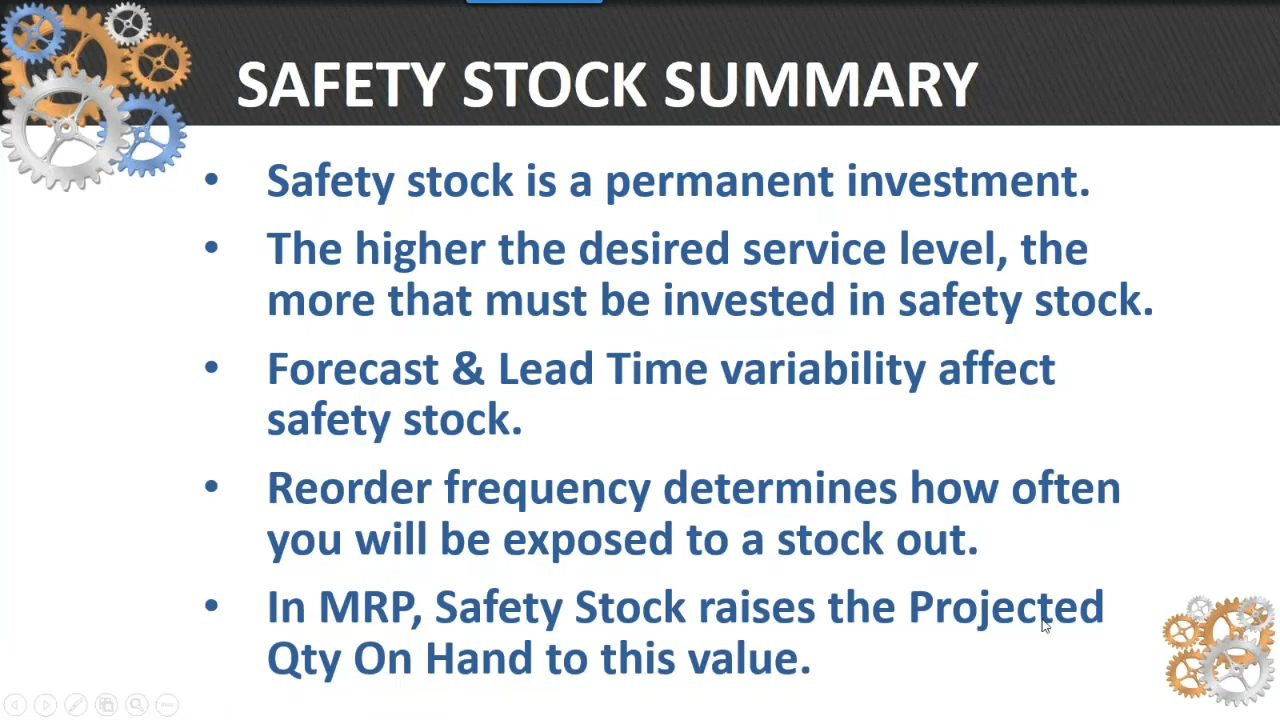 SAFETY STOCK SUMMARY
• Safety stock is a permanent investment.
• The higher the desired service level, the
more that must be invested in safety stock.
• Forecast & Lead Time variability affect
safety stock.
• Reorder frequency determines how often
you will be exposed to a stock out.
• In MRP, Safety Stock raises the Projected
Qty On Hand to this value.